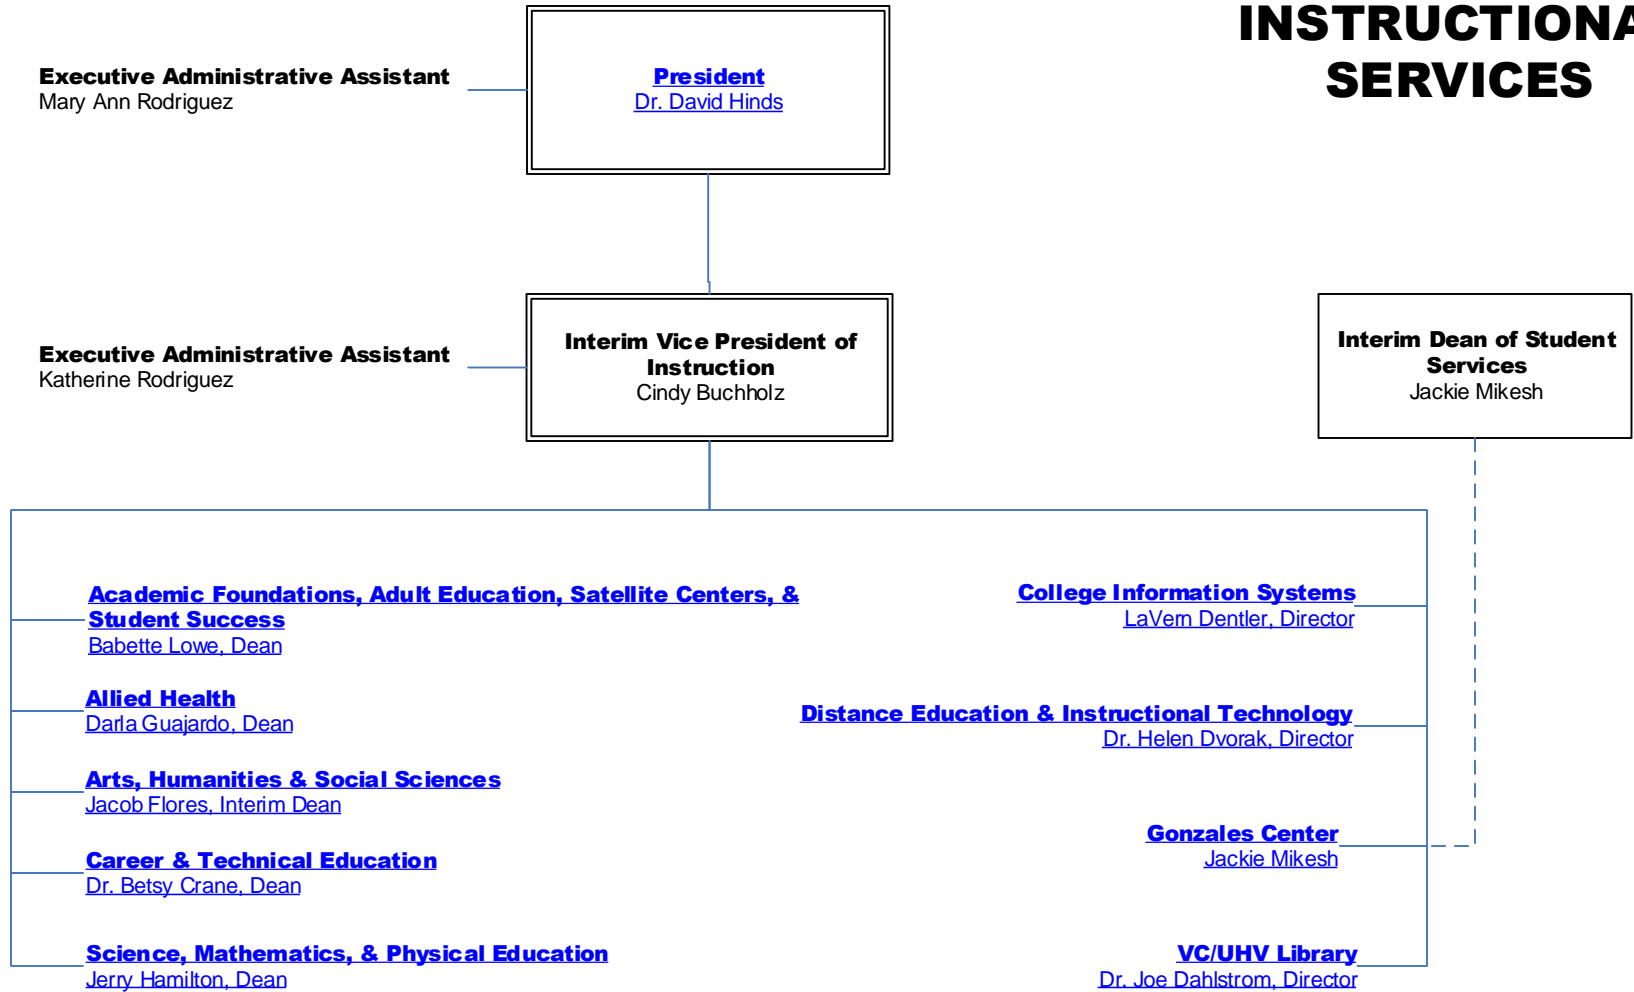 INSTRUCTIONA
SERVICES
Executive Administrative Assistant
Mary Ann Rodriguez
President
Dr. David Hinds
Executive Administrative Assistant
Katherine Rodriguez
Interim Vice President of
Instruction
Cindy Buchholz
Interim Dean of Student
Services
Jackie Mikesh
Academic Foundations, Adult Education, Satellite Centers, &
Student Success
Babette Lowe, Dean
Allied Health
Darla Guajardo, Dean
Arts, Humanities & Social Sciences
Jacob Flores, Interim Dean
Career & Technical Education
Dr. Betsy Crane, Dean
Science, Mathematics, & Physical Education
Jerry Hamilton, Dean
College Information Systems
LaVern Dentler, Director
Distance Education & Instructional Technology
Dr. Helen Dvorak, Director
Gonzales Center
Jackie Mikesh
VC/UHV Library
Dr. Joe Dahlstrom, Director